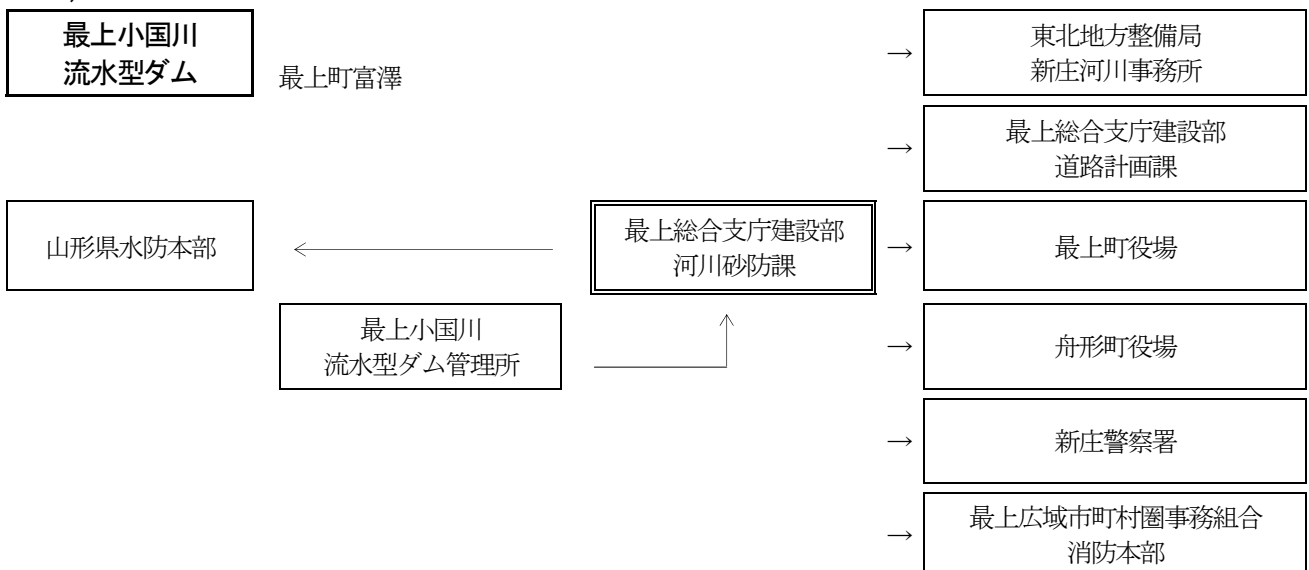 最上小国川
流水型ダム
最上町富澤
→
東北地方整備局
新庄河川事務所
→
最上総合支庁建設部
道路計画課
山形県水防本部
最上総合支庁建設部
河川砂防課
→
最上町役場
最上小国川
流水型ダム管理所
→
舟形町役場
→
新庄警察署
→
最上広域市町村圏事務組合
消防本部